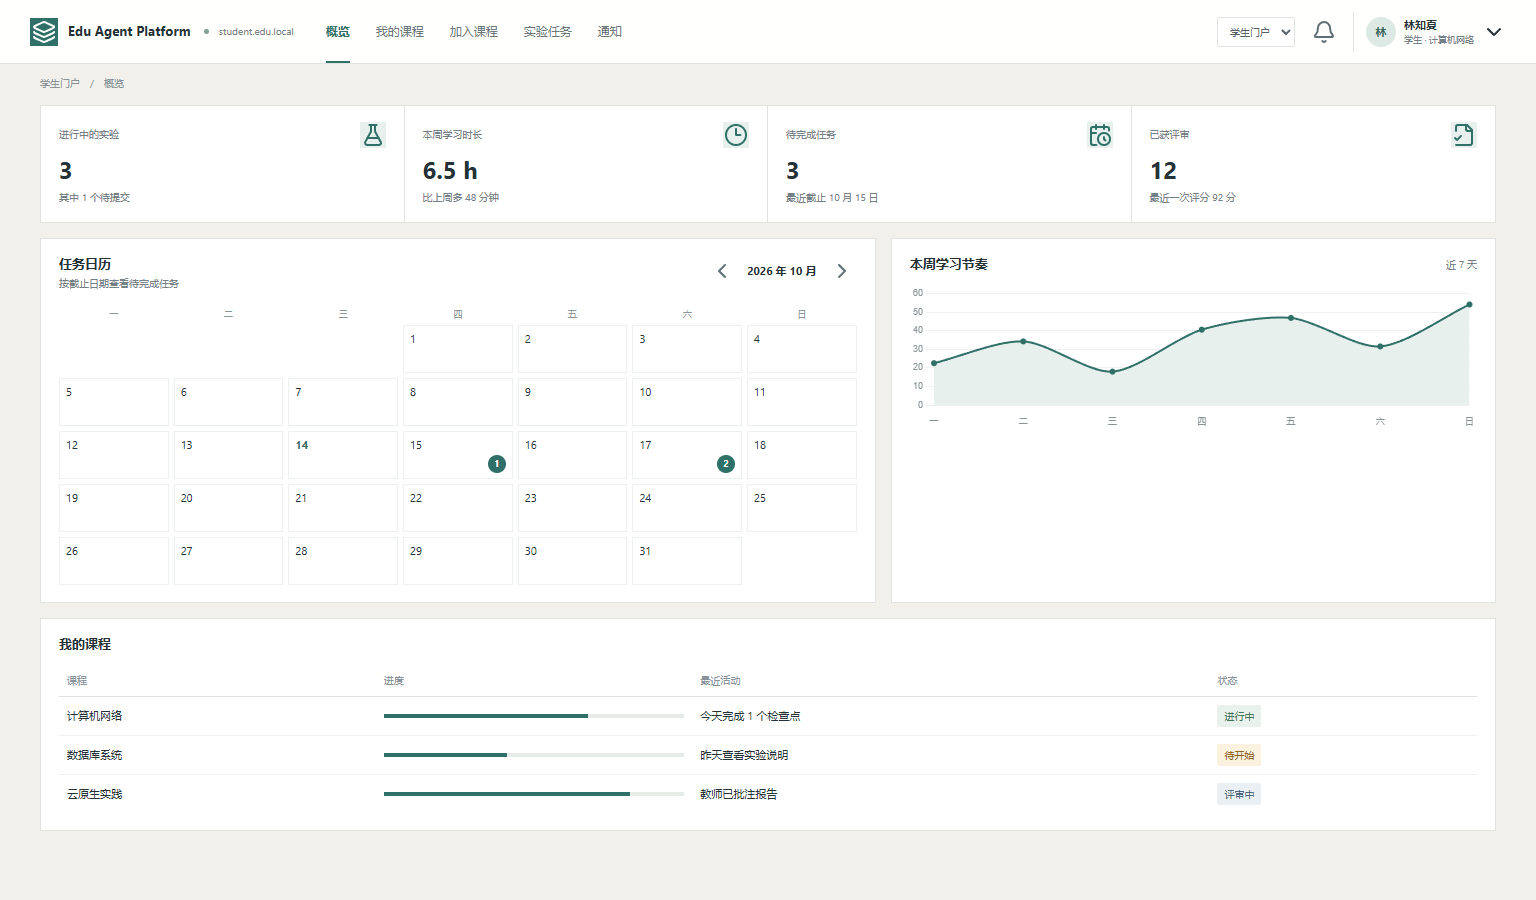 Edu Agent Platform
student.edu.local
概览 我的课程 加入课程 实验任务 通知
学生门户
林
林知夏
学生 · 计算机网络
学生门户 / 概览
进行中的实验
3
其中 1 个待提交
本周学习时长
6.5 h
比上周多 48 分钟
待完成任务
3
最近截止 10 月 15 日
已获评审
12
最近一次评分 92 分
任务日历
按截止日期查看待完成任务
2026 年 10 月
一 二 三 四 五 六 日
1 2 3 4
5 6 7 8 9 10 11
12 13 14 15 1 16 17 2 18
19 20 21 22 23 24 25
26 27 28 29 30 31
本周学习节奏
近 7 天
60
50
40
30
20
10
0
一 二 三 四 五 六 日
我的课程
课程 进度 最近活动 状态
计算机网络 今天完成 1 个检查点 进行中
数据库系统 昨天查看实验说明 待开始
云原生实践 教师已批注报告 评审中